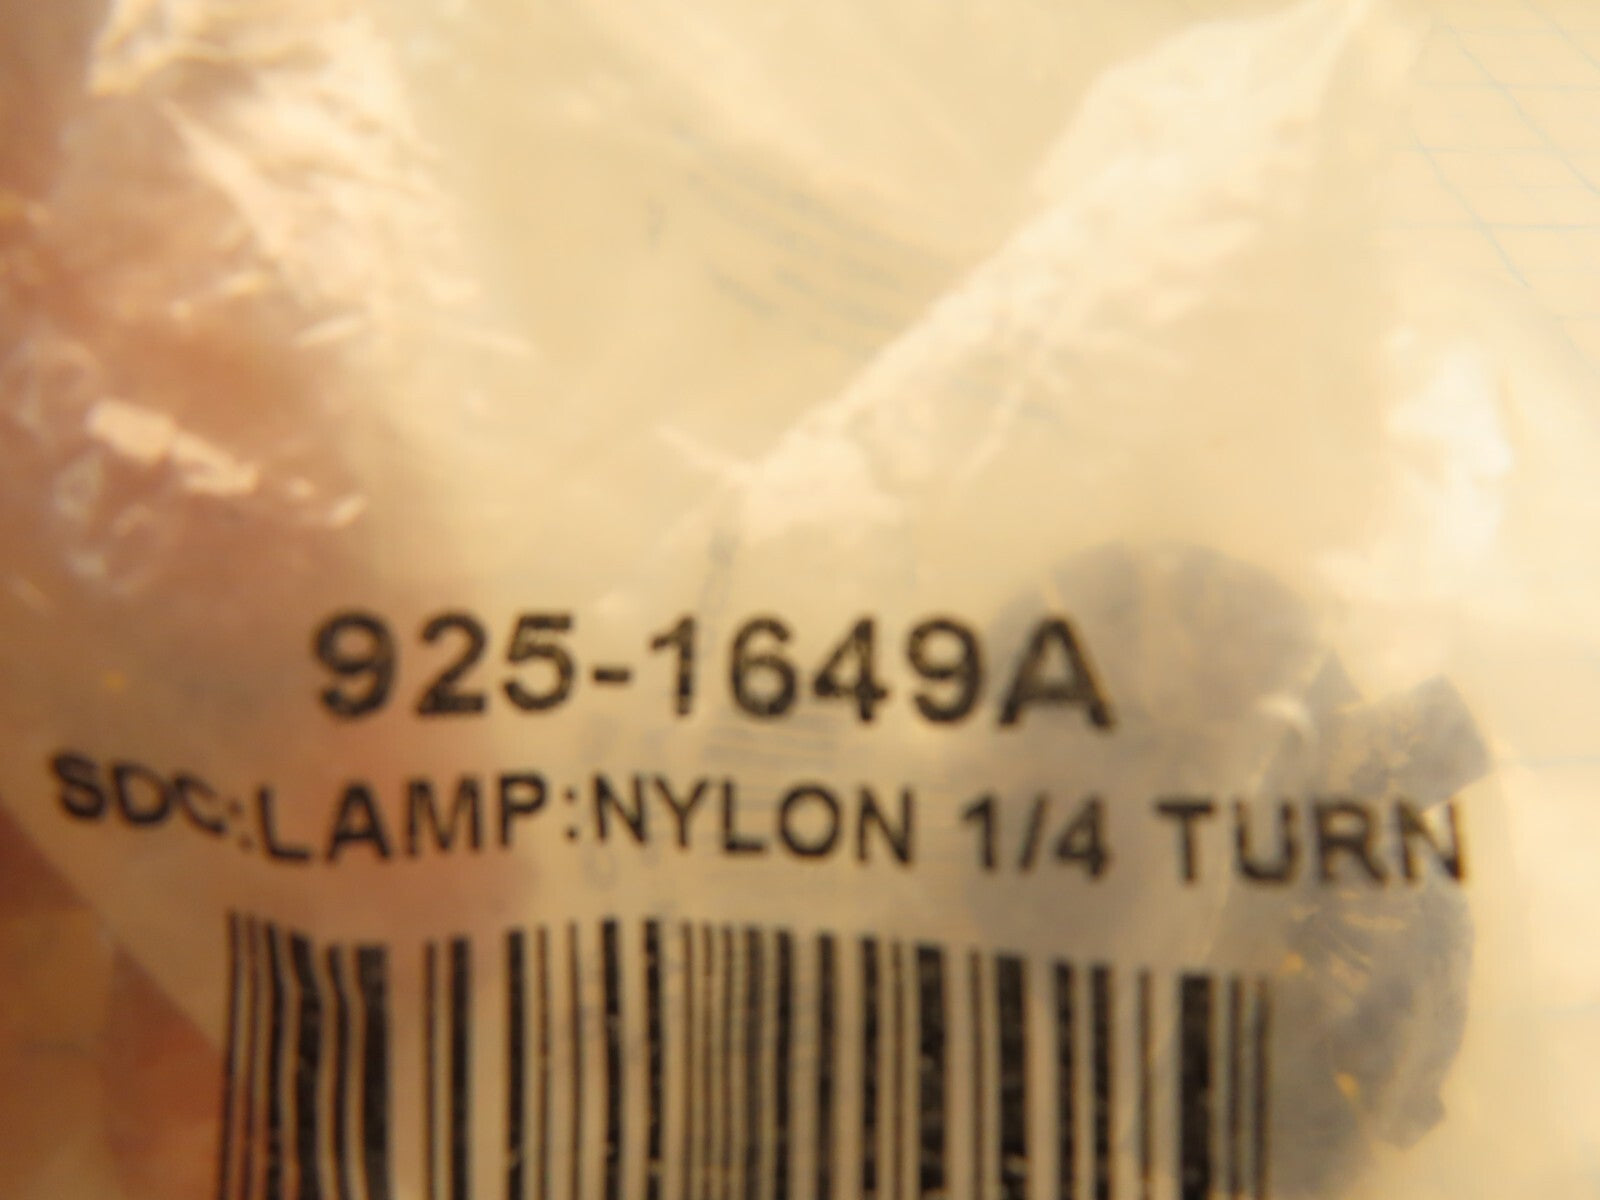 925-1649A
SDC:LAMP:NYLON 1/4 TURN